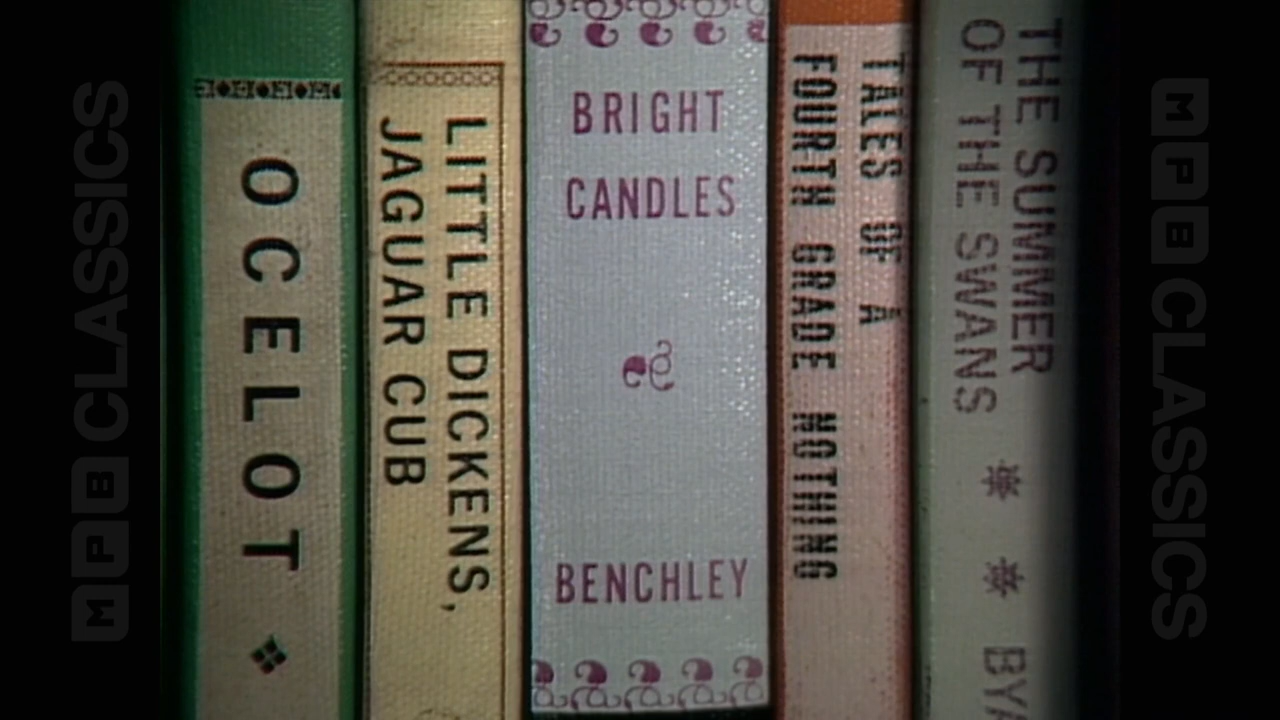 MPB CLASSICS
OCELOT
LITTLE DICKENS,
JAGUAR CUB
BRIGHT
CANDLES
BENCHLEY
TALES OF A
FOURTH GRADE NOTHING
THE SUMMER
OF THE SWANS
MPB CLASSICS